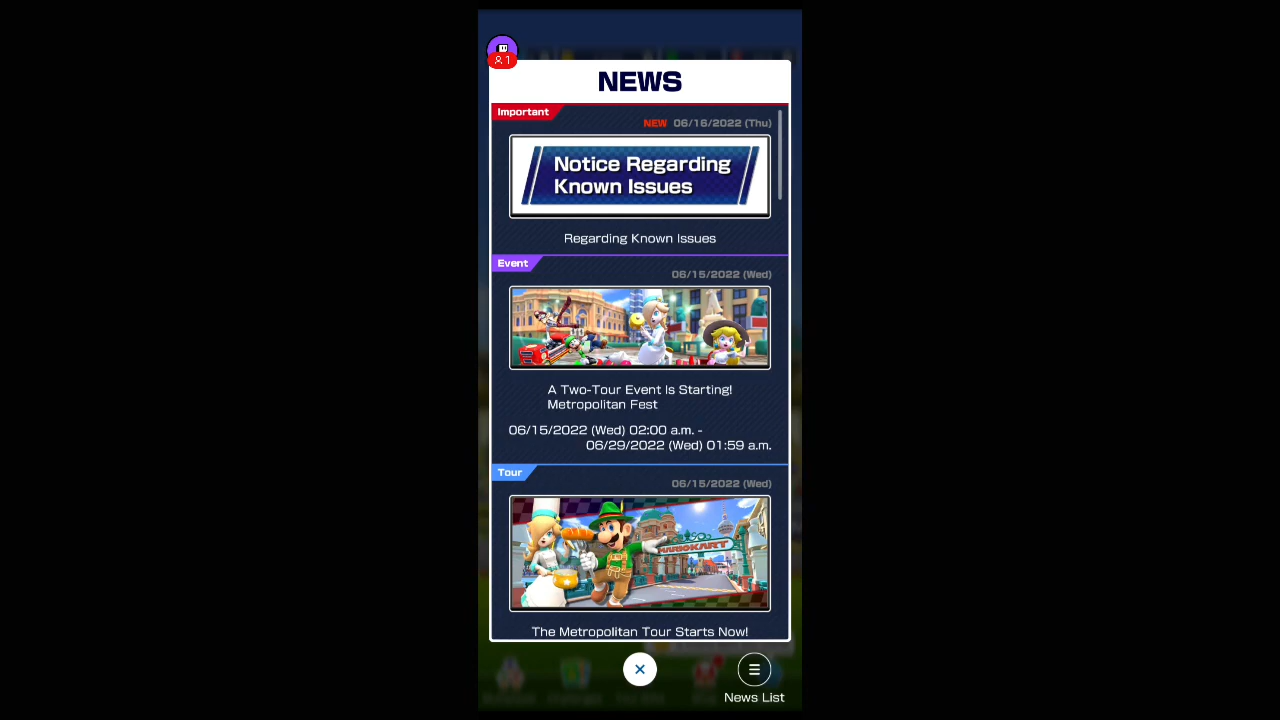 1
NEWS
Important
NEW 06/16/2022 (Thu)
Notice Regarding
Known Issues
Regarding Known Issues
Event
06/15/2022 (Wed)
A Two-Tour Event Is Starting!
Metropolitan Fest
06/15/2022 (Wed) 02:00 a.m. -
06/29/2022 (Wed) 01:59 a.m.
Tour
06/15/2022 (Wed)
MARIOKART
The Metropolitan Tour Starts Now!
News List